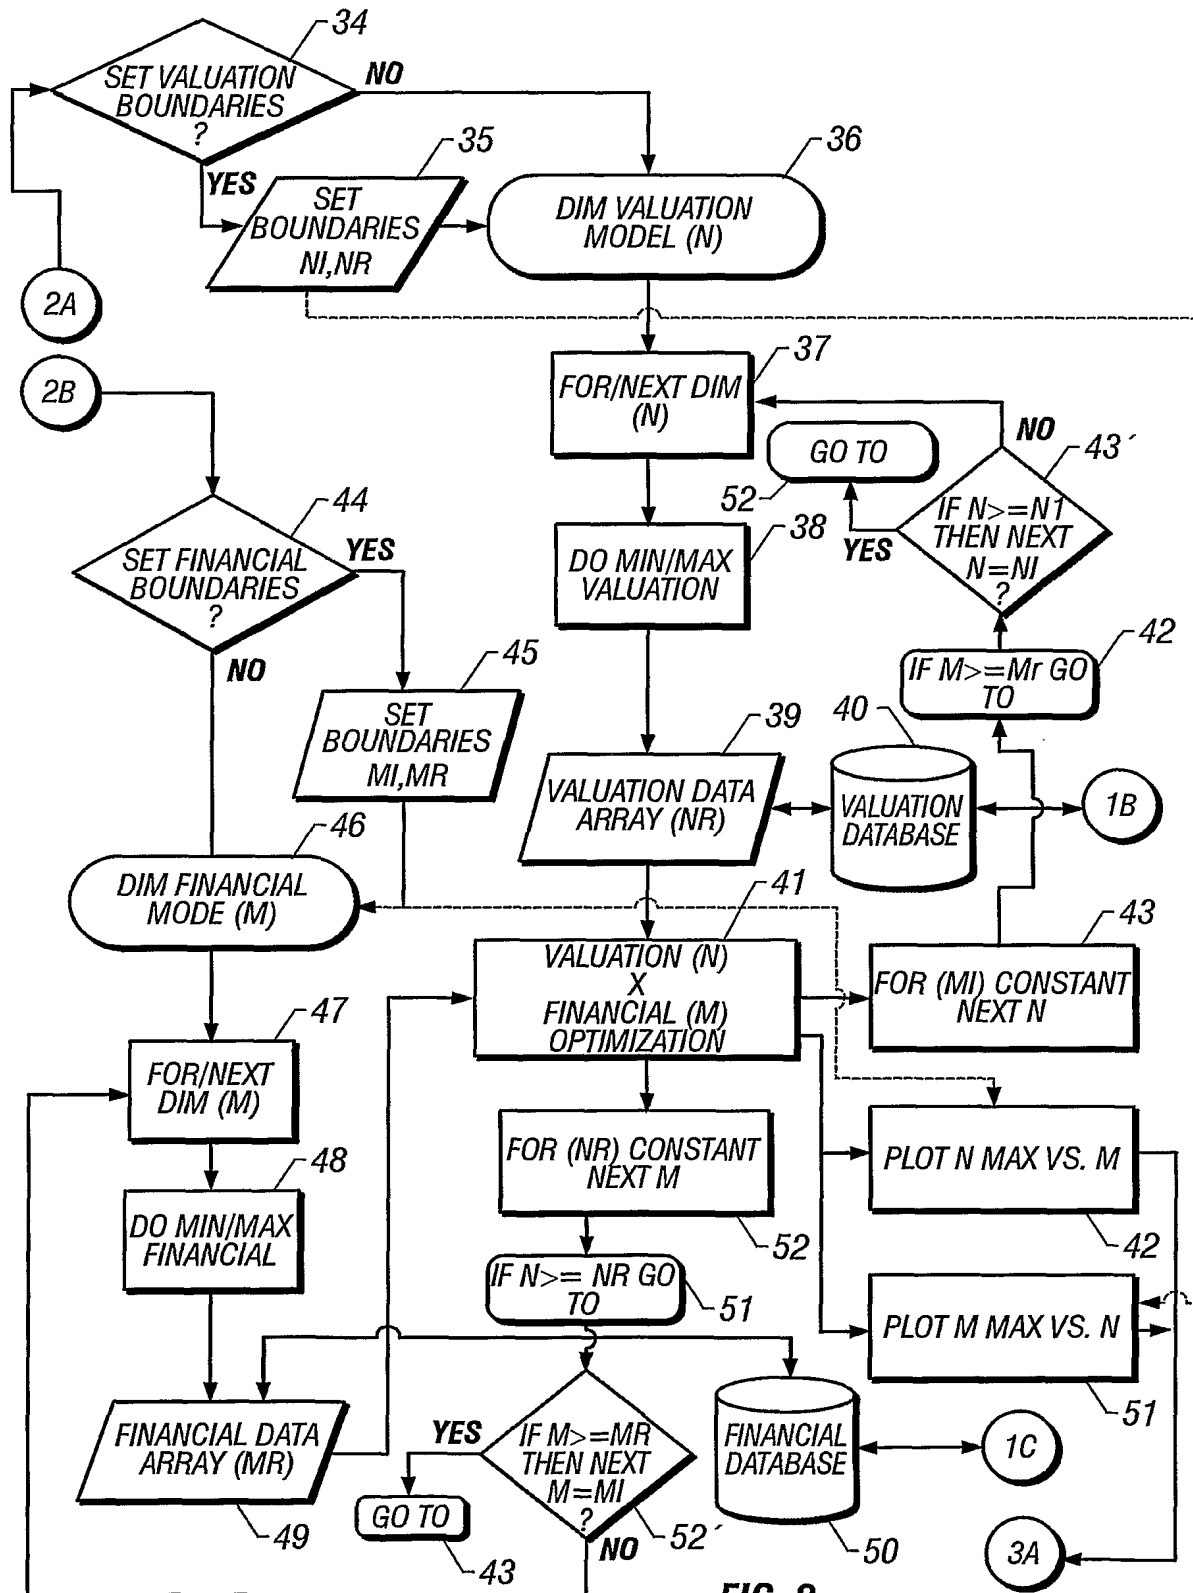 34
SET VALUATION
BOUNDARIES
?
NO
YES
35
SET
BOUNDARIES
NI,NR
36
DIM VALUATION
MODEL (N)
2A
2B
37
FOR/NEXT DIM
(N)
GO TO
52
NO
43´
IF N>=N1
THEN NEXT
N=NI
?
YES
38
DO MIN/MAX
VALUATION
44
SET FINANCIAL
BOUNDARIES
?
YES
NO
45
SET
BOUNDARIES
MI,MR
42
IF M>=Mr GO
TO
39
VALUATION DATA
ARRAY (NR)
40
VALUATION
DATABASE
1B
46
DIM FINANCIAL
MODE (M)
41
VALUATION (N)
X
FINANCIAL (M)
OPTIMIZATION
43
FOR (MI) CONSTANT
NEXT N
47
FOR/NEXT
DIM (M)
48
DO MIN/MAX
FINANCIAL
FOR (NR) CONSTANT
NEXT M
52
PLOT N MAX VS. M
42
IF N>= NR GO
TO
51
PLOT M MAX VS. N
51
FINANCIAL DATA
ARRAY (MR)
49
YES
IF M>=MR
THEN NEXT
M=MI
?
52´
NO
GO TO
43
FINANCIAL
DATABASE
50
1C
3A